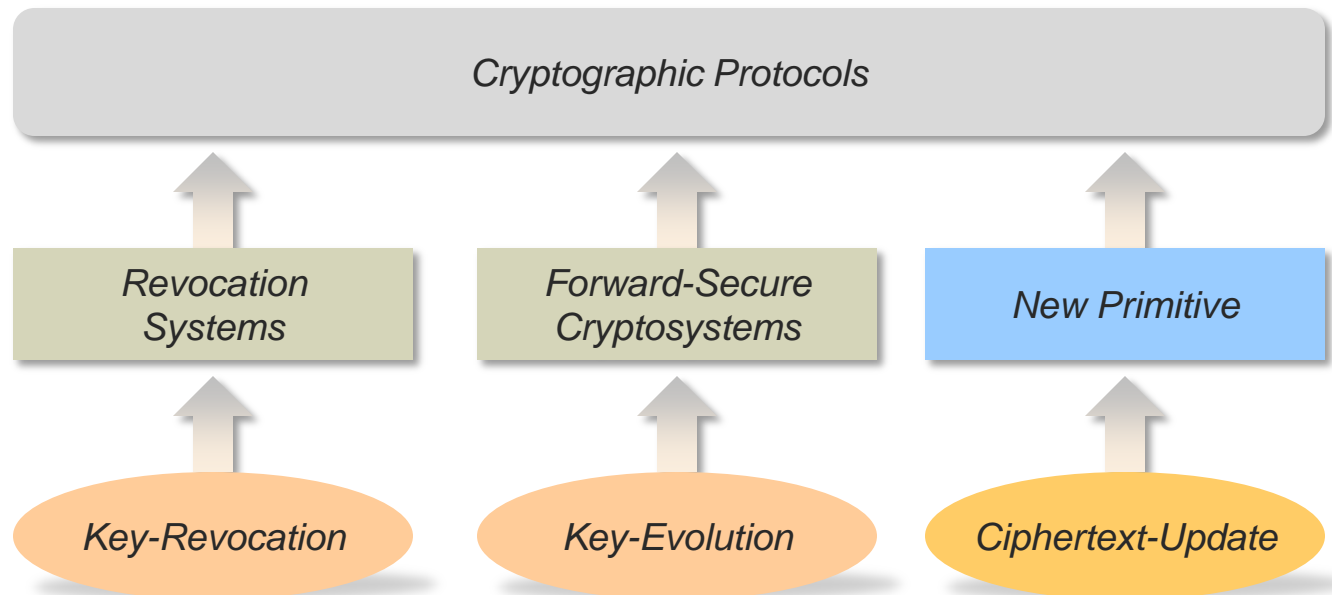 Cryptographic Protocols
Revocation
Systems
Forward-Secure
Cryptosystems
New Primitive
Key-Revocation
Key-Evolution
Ciphertext-Update